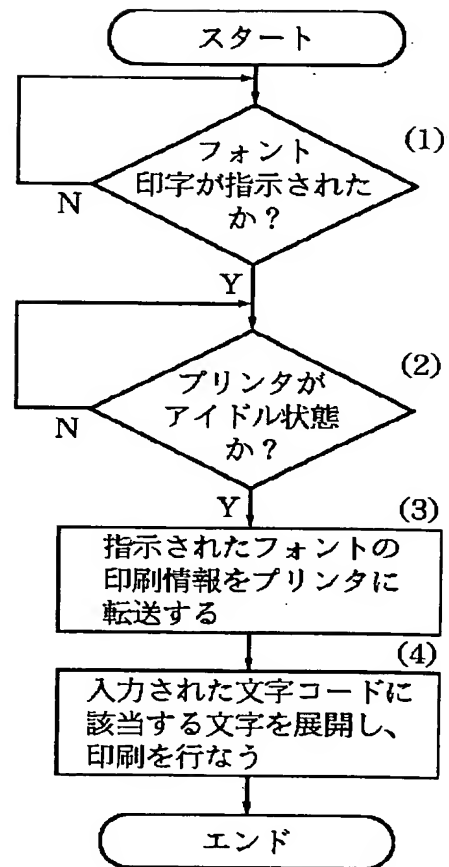 スタート
(1)
フォント
印字が指示された
か？
N
Y
(2)
プリンタが
アイドル状態
か？
N
Y
(3)
指示されたフォントの
印刷情報をプリンタに
転送する
(4)
入力された文字コードに
該当する文字を展開し、
印刷を行なう
エンド